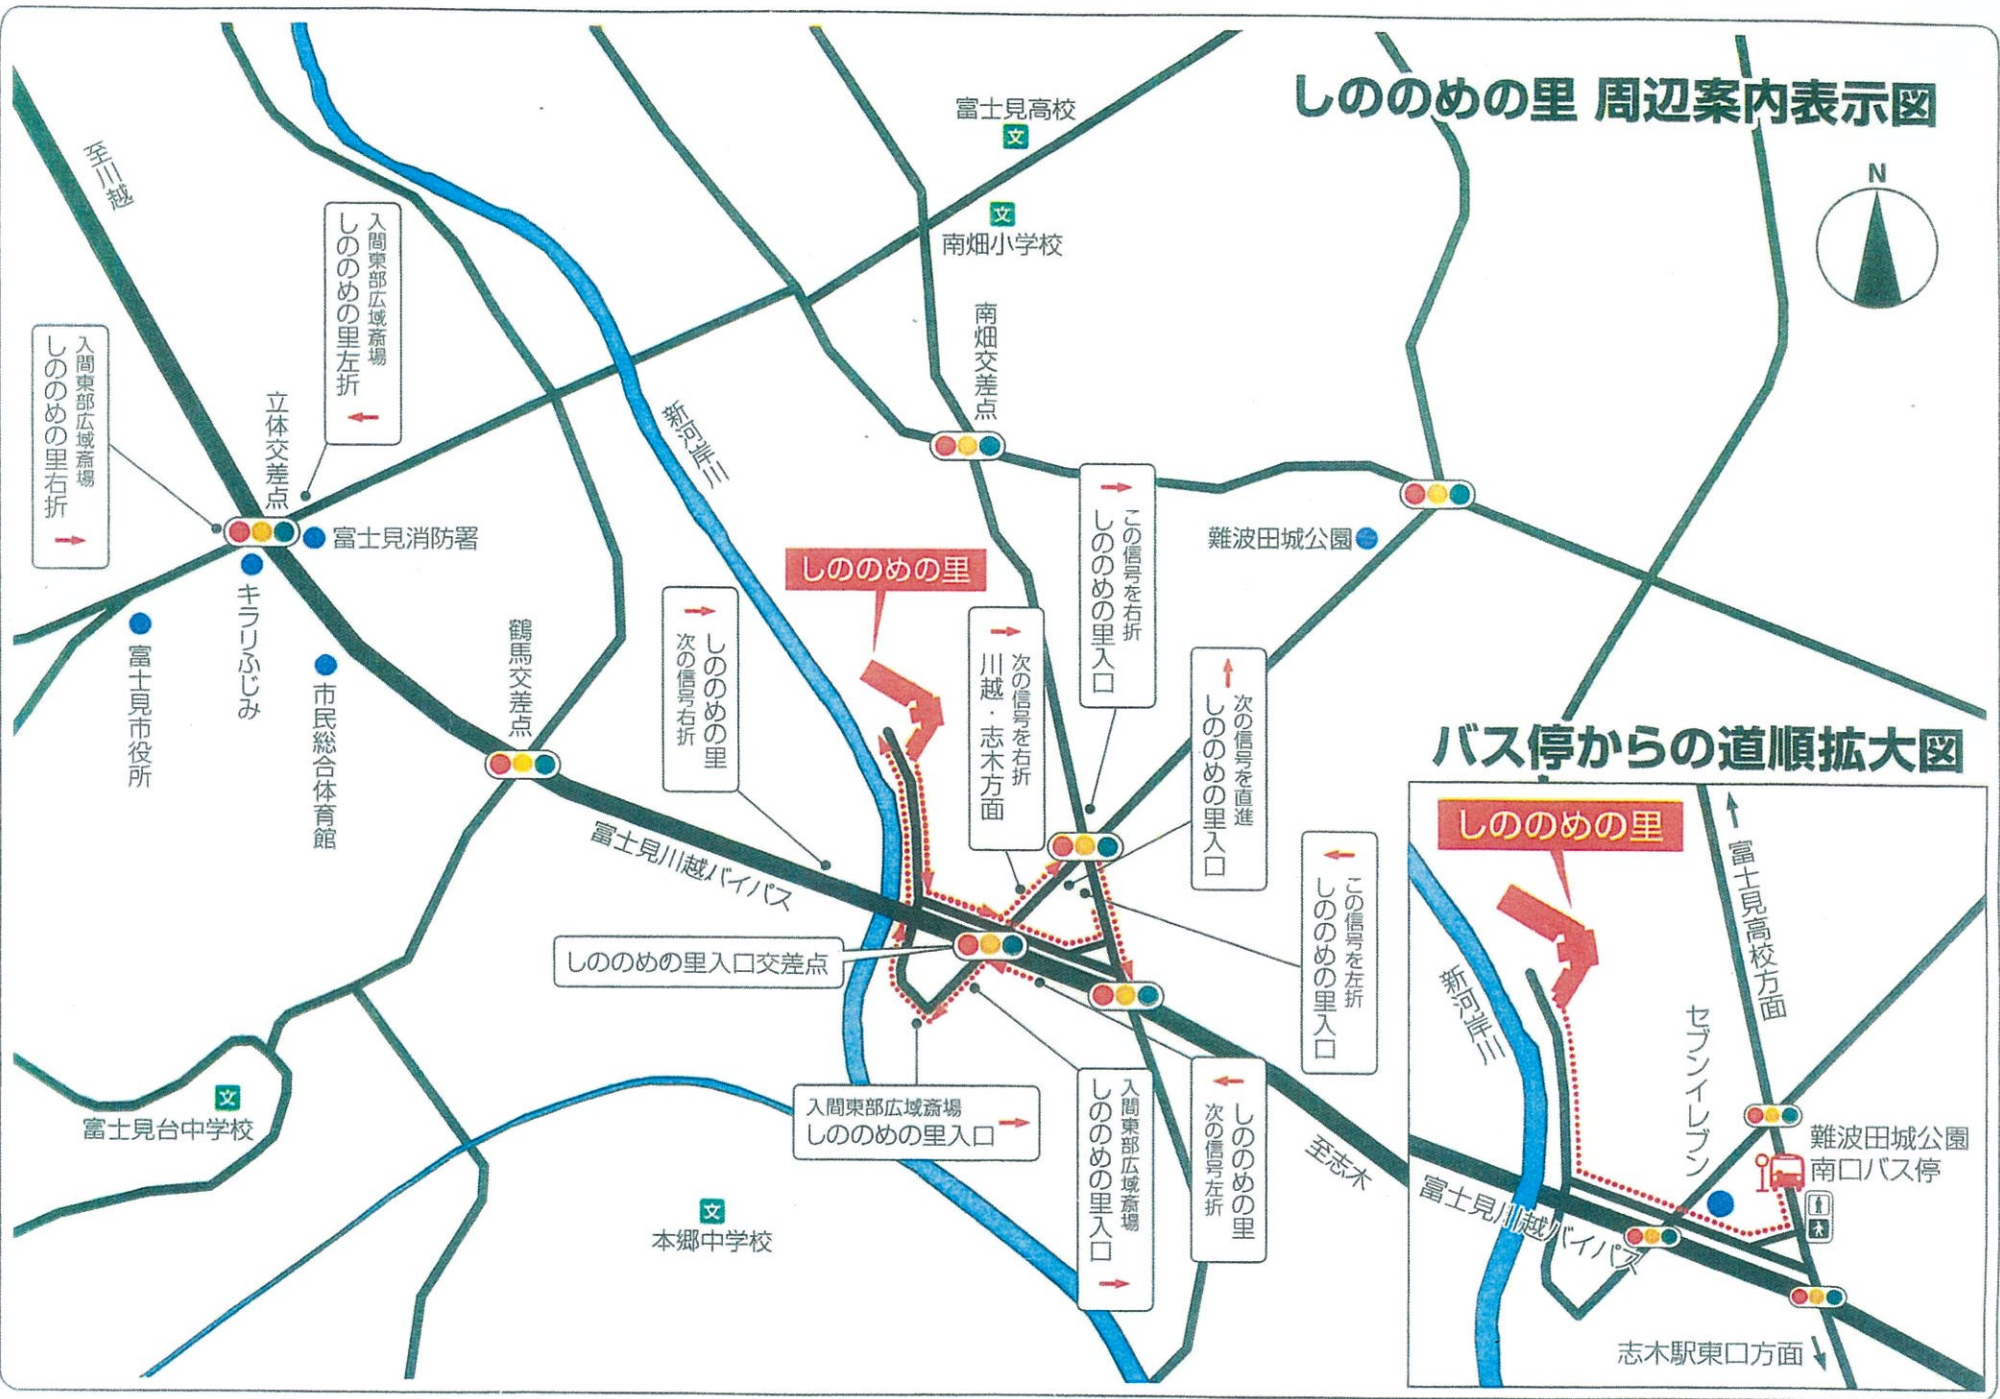 しののめの里 周辺案内表示図
N
至川越
富士見高校
文
文
南畑小学校
南畑交差点
入間東部広域斎場
しののめの里左折
入間東部広域斎場
しののめの里右折
立体交差点
富士見消防署
キラリふじみ
富士見市役所
市民総合体育館
鶴馬交差点
新河岸川
しののめの里
難波田城公園
この信号を右折
しののめの里入口
次の信号を右折
川越・志木方面
次の信号を直進
しののめの里入口
しののめの里
次の信号右折
富士見川越バイパス
しののめの里入口交差点
この信号を左折
しののめの里入口
入間東部広域斎場
しののめの里入口
入間東部広域斎場
しののめの里入口
しののめの里
次の信号左折
至志木
文
富士見台中学校
文
本郷中学校
バス停からの道順拡大図
しののめの里
富士見高校方面
新河岸川
セブンイレブン
難波田城公園
南口バス停
富士見川越バイパス
志木駅東口方面